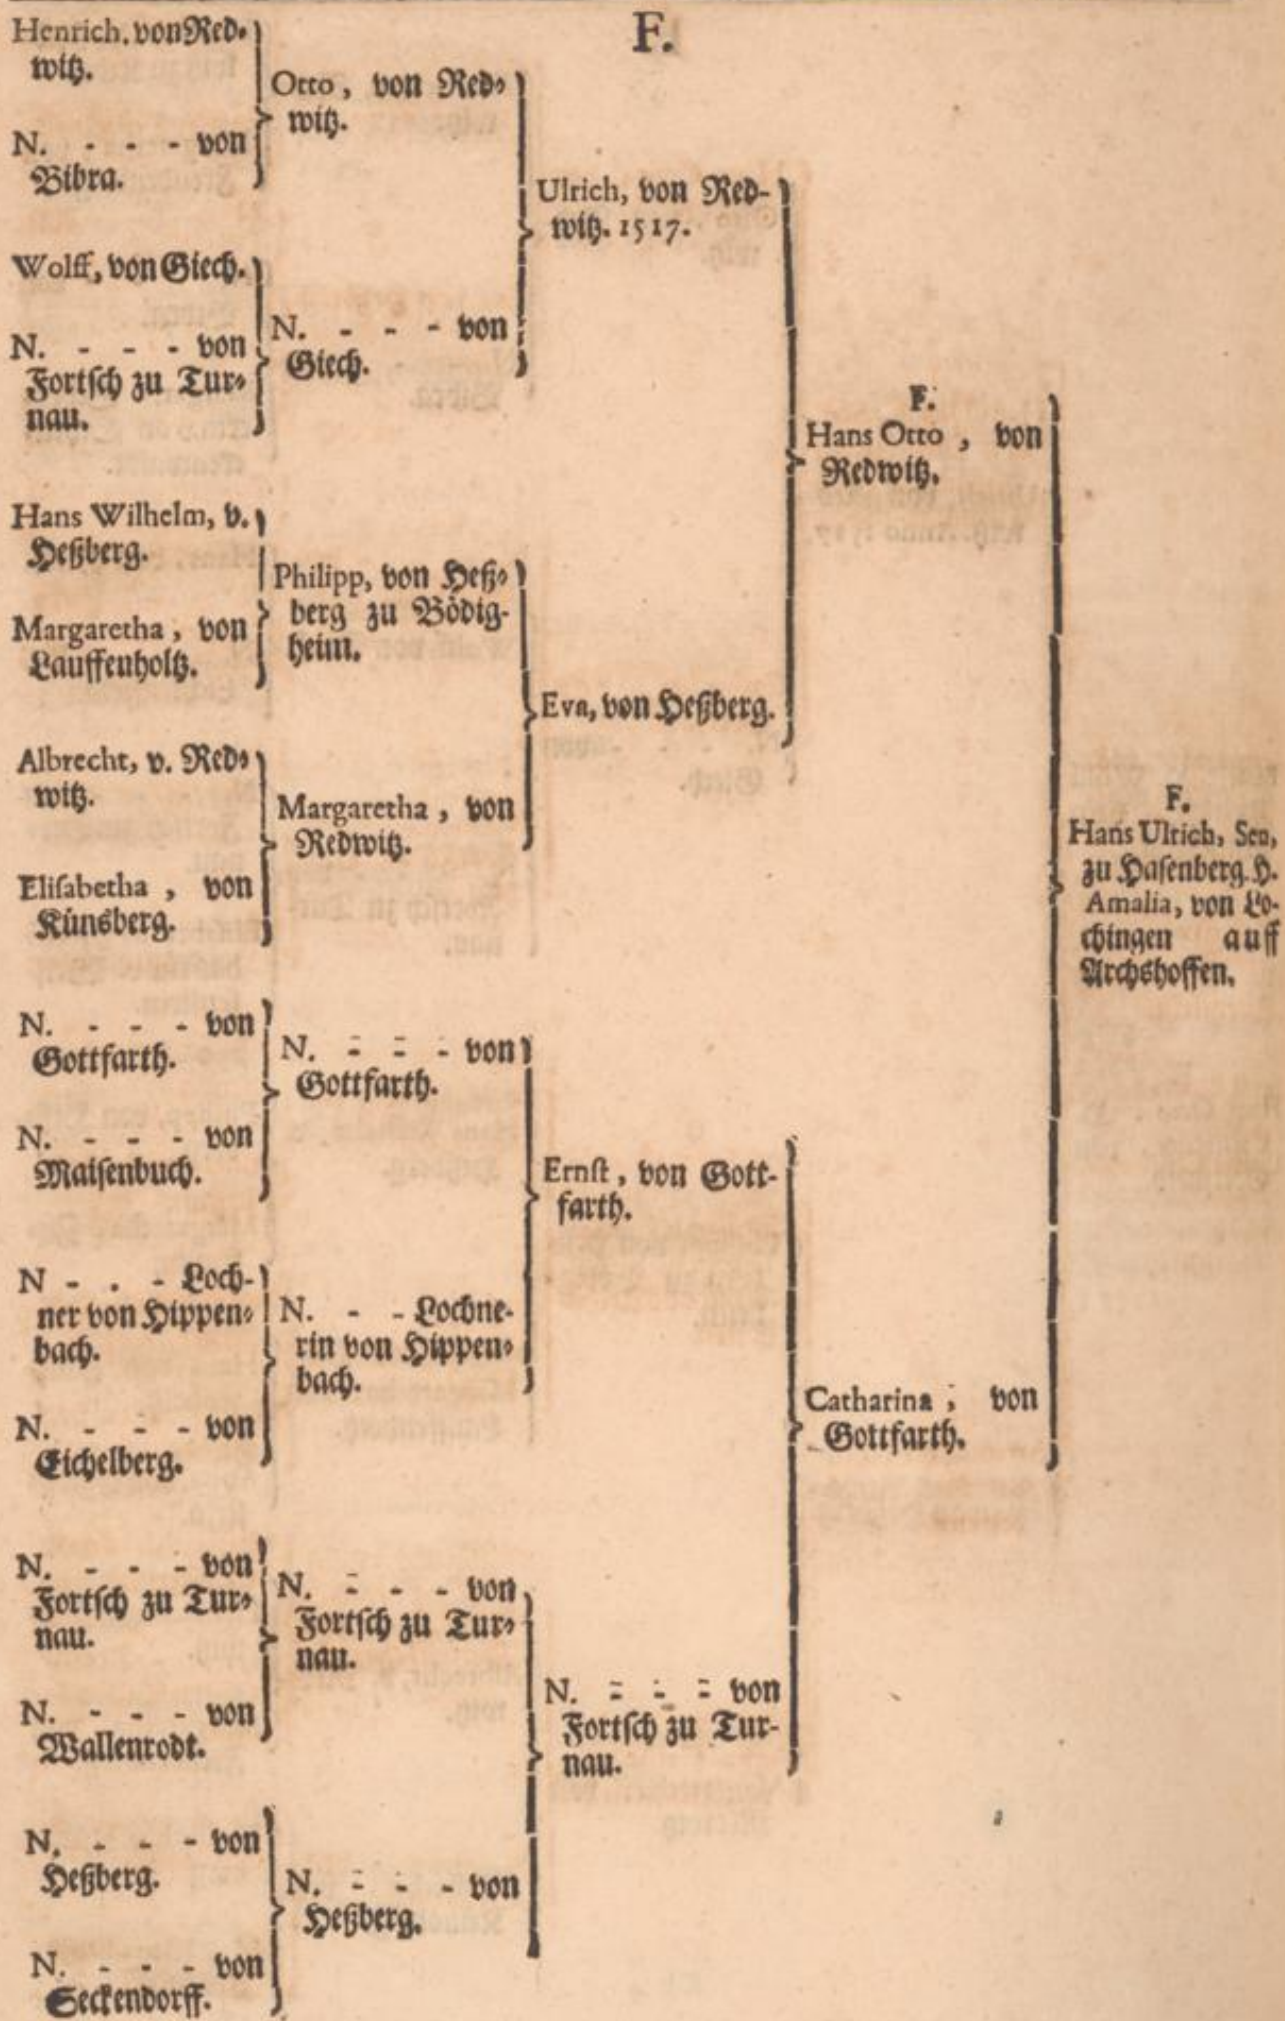 F.
Henrich, von Red-
witz.
N. - - - von
Bibra.
Wolff, von Giech.
N. - - - von
Fortsch zu Tur-
nau.
Hans Wilhelm, v.
Heßberg.
Margaretha, von
Lauffenholtz.
Albrecht, v. Red-
witz.
Elisabetha, von
Künsberg.
N. - - - von
Gottfarth.
N. - - - von
Maisenbuch.
N - . - Loch-
ner von Hippen-
bach.
N. - - - von
Eichelberg.
N. - - - von
Fortsch zu Tur-
nau.
N. - - - von
Wallenrodt.
N. - - - von
Heßberg.
N. - - - von
Seckendorff.
Otto, von Red-
witz.
N. - - - von
Giech.
Philipp, von Heß-
berg zu Bödig-
heim.
Margaretha, von
Redwitz.
N. - - - von
Gottfarth.
N. - - Lochne-
rin von Hippen-
bach.
N. - - - von
Fortsch zu Tur-
nau.
N. - - - von
Heßberg.
Ulrich, von Red-
witz. 1517.
Eva, von Heßberg.
Ernst, von Gott-
farth.
N. - - - von
Fortsch zu Tur-
nau.
F.
Hans Otto, von
Redwitz.
Catharina, von
Gottfarth.
F.
Hans Ulrich, Sen,
zu Hasenberg. H.
Amalia, von Lo-
chingen auff
Archshoffen.